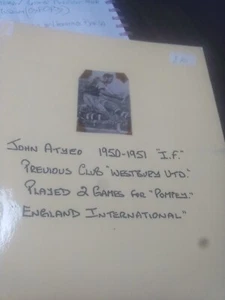 John Atyeo 1950-1951 "I.F."
Previous Club "Westbury Utd."
Played 2 Games for "Pompey."
England International"